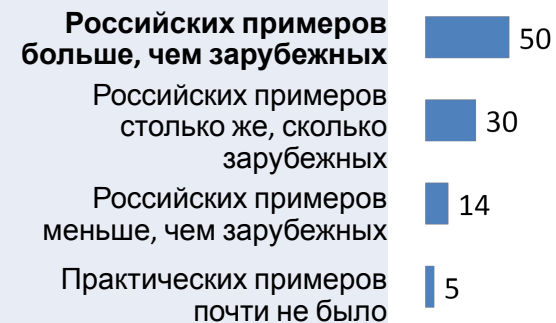 Российских примеров
больше, чем зарубежных
50
Российских примеров
столько же, сколько
зарубежных
30
Российских примеров
меньше, чем зарубежных
14
Практических примеров
почти не было
5